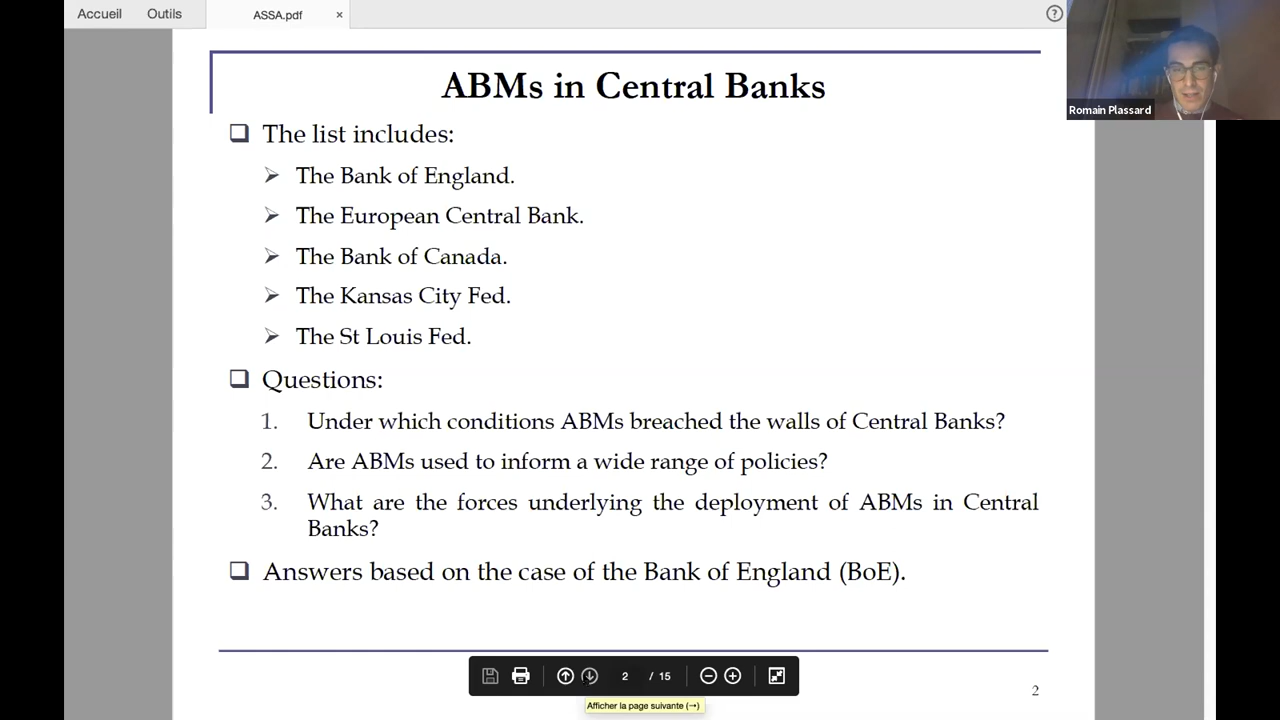 Accueil Outils ASSA.pdf × ?
Romain Plassard
ABMs in Central Banks
The list includes:
The Bank of England.
The European Central Bank.
The Bank of Canada.
The Kansas City Fed.
The St Louis Fed.
Questions:
1. Under which conditions ABMs breached the walls of Central Banks?
2. Are ABMs used to inform a wide range of policies?
3. What are the forces underlying the deployment of ABMs in Central
Banks?
Answers based on the case of the Bank of England (BoE).
2 / 15
2
Afficher la page suivante (→)